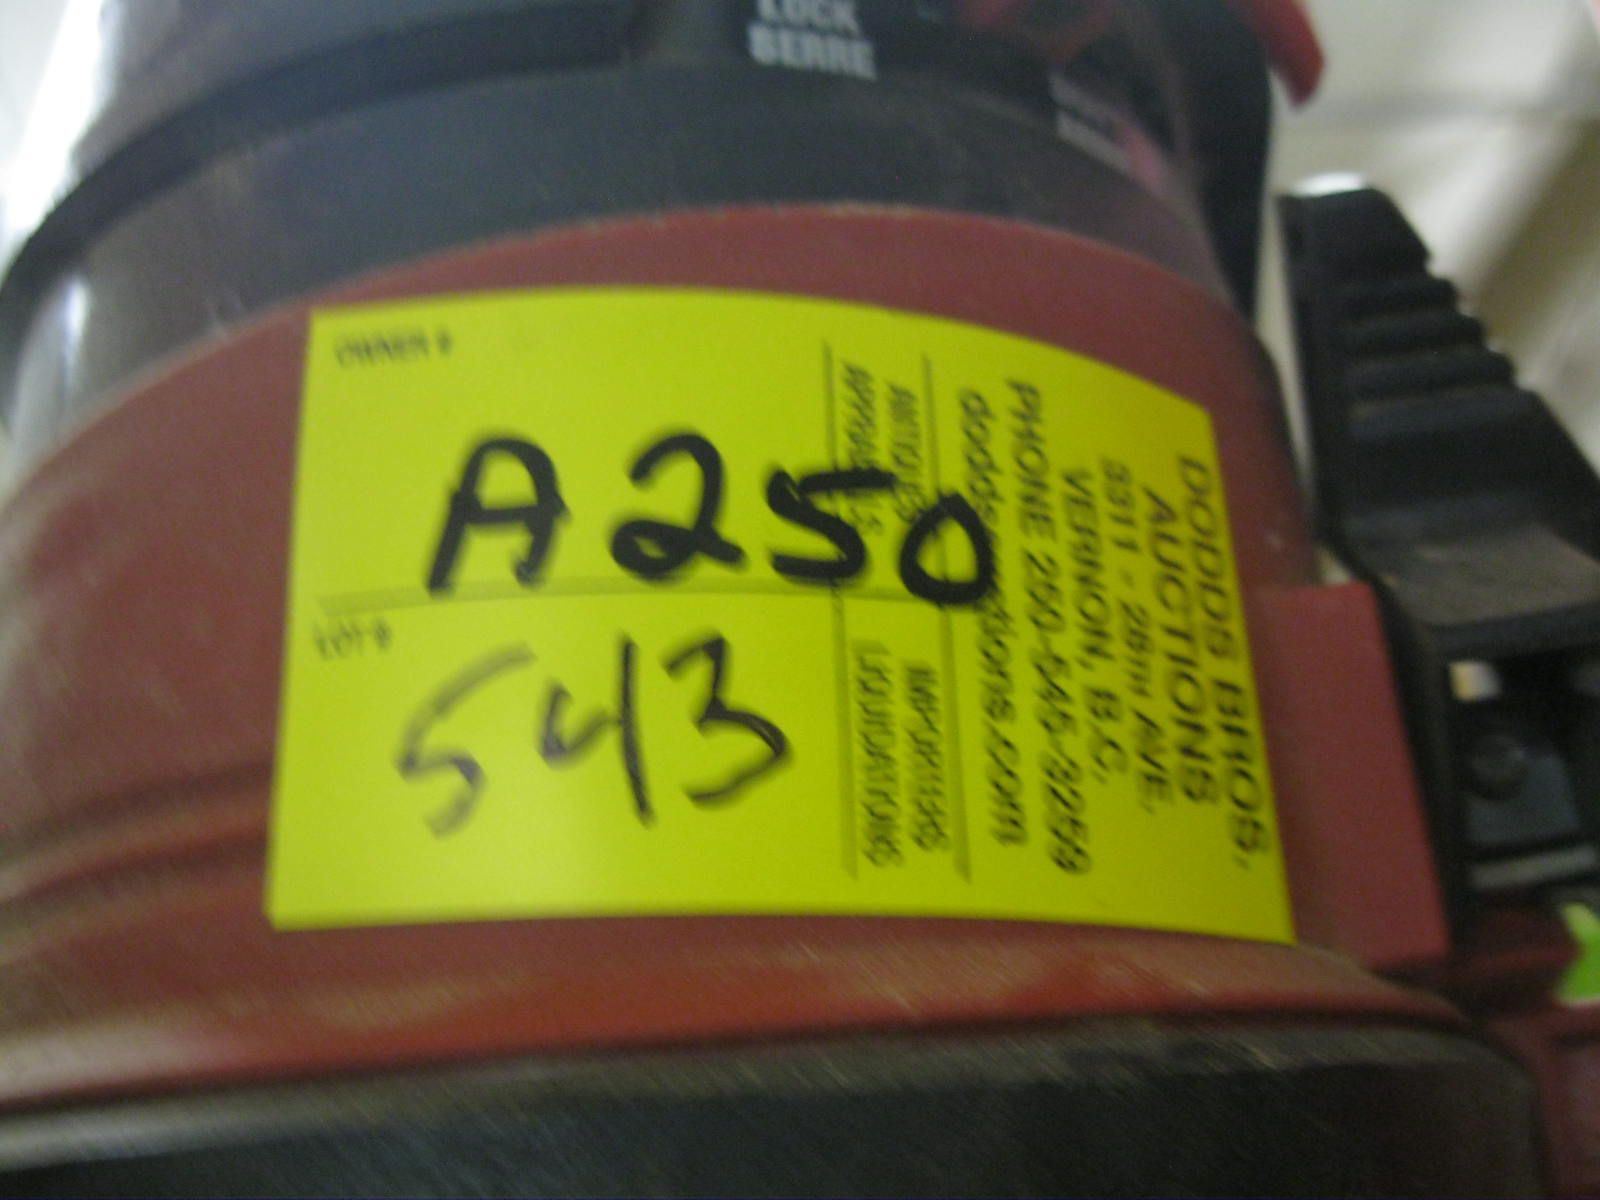 LOCK
SERRE
OWNER #
A250
LOT #
543
APPRAISALS
ANTIQUES
LIQUIDATIONS
IMPORTERS
DODDS BROS.
AUCTIONS
3311 - 28TH AVE.
VERNON, B.C.
PHONE 250-545-3259
doddsauctions.com